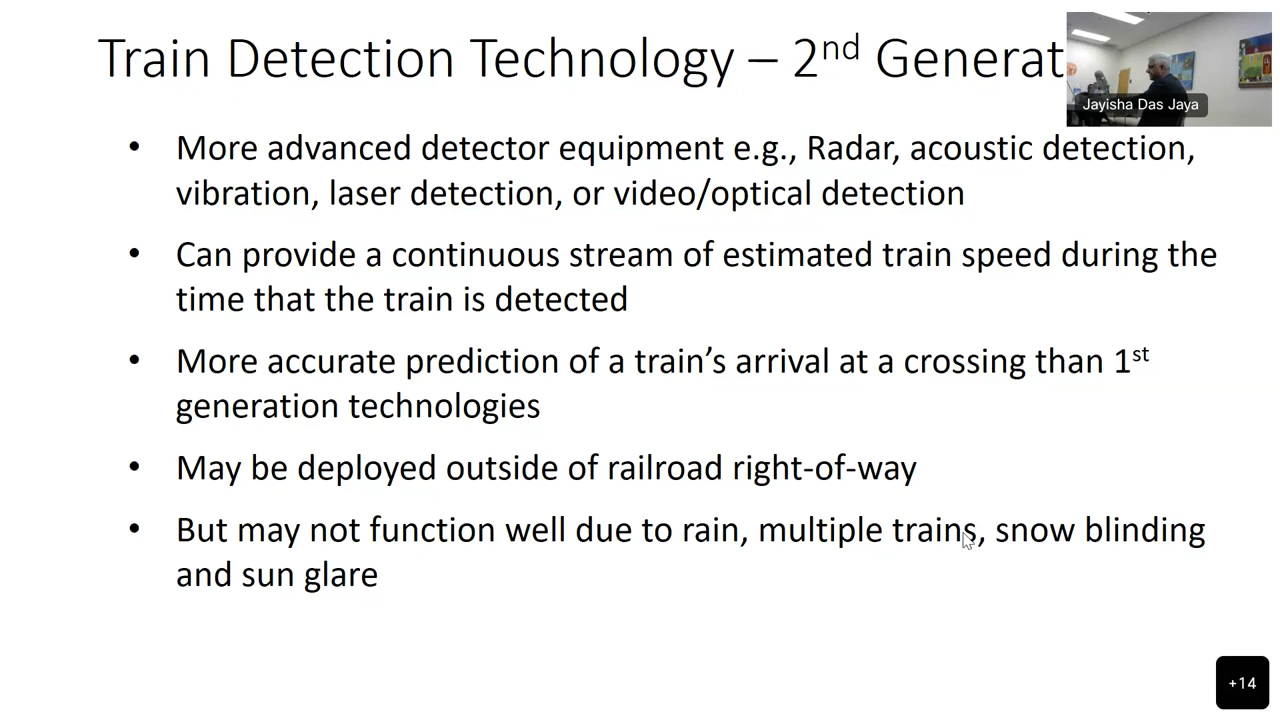 Train Detection Technology – 2nd Generat
Jayisha Das Jaya
• More advanced detector equipment e.g., Radar, acoustic detection,
vibration, laser detection, or video/optical detection
• Can provide a continuous stream of estimated train speed during the
time that the train is detected
• More accurate prediction of a train’s arrival at a crossing than 1st
generation technologies
• May be deployed outside of railroad right-of-way
• But may not function well due to rain, multiple trains, snow blinding
and sun glare
+14